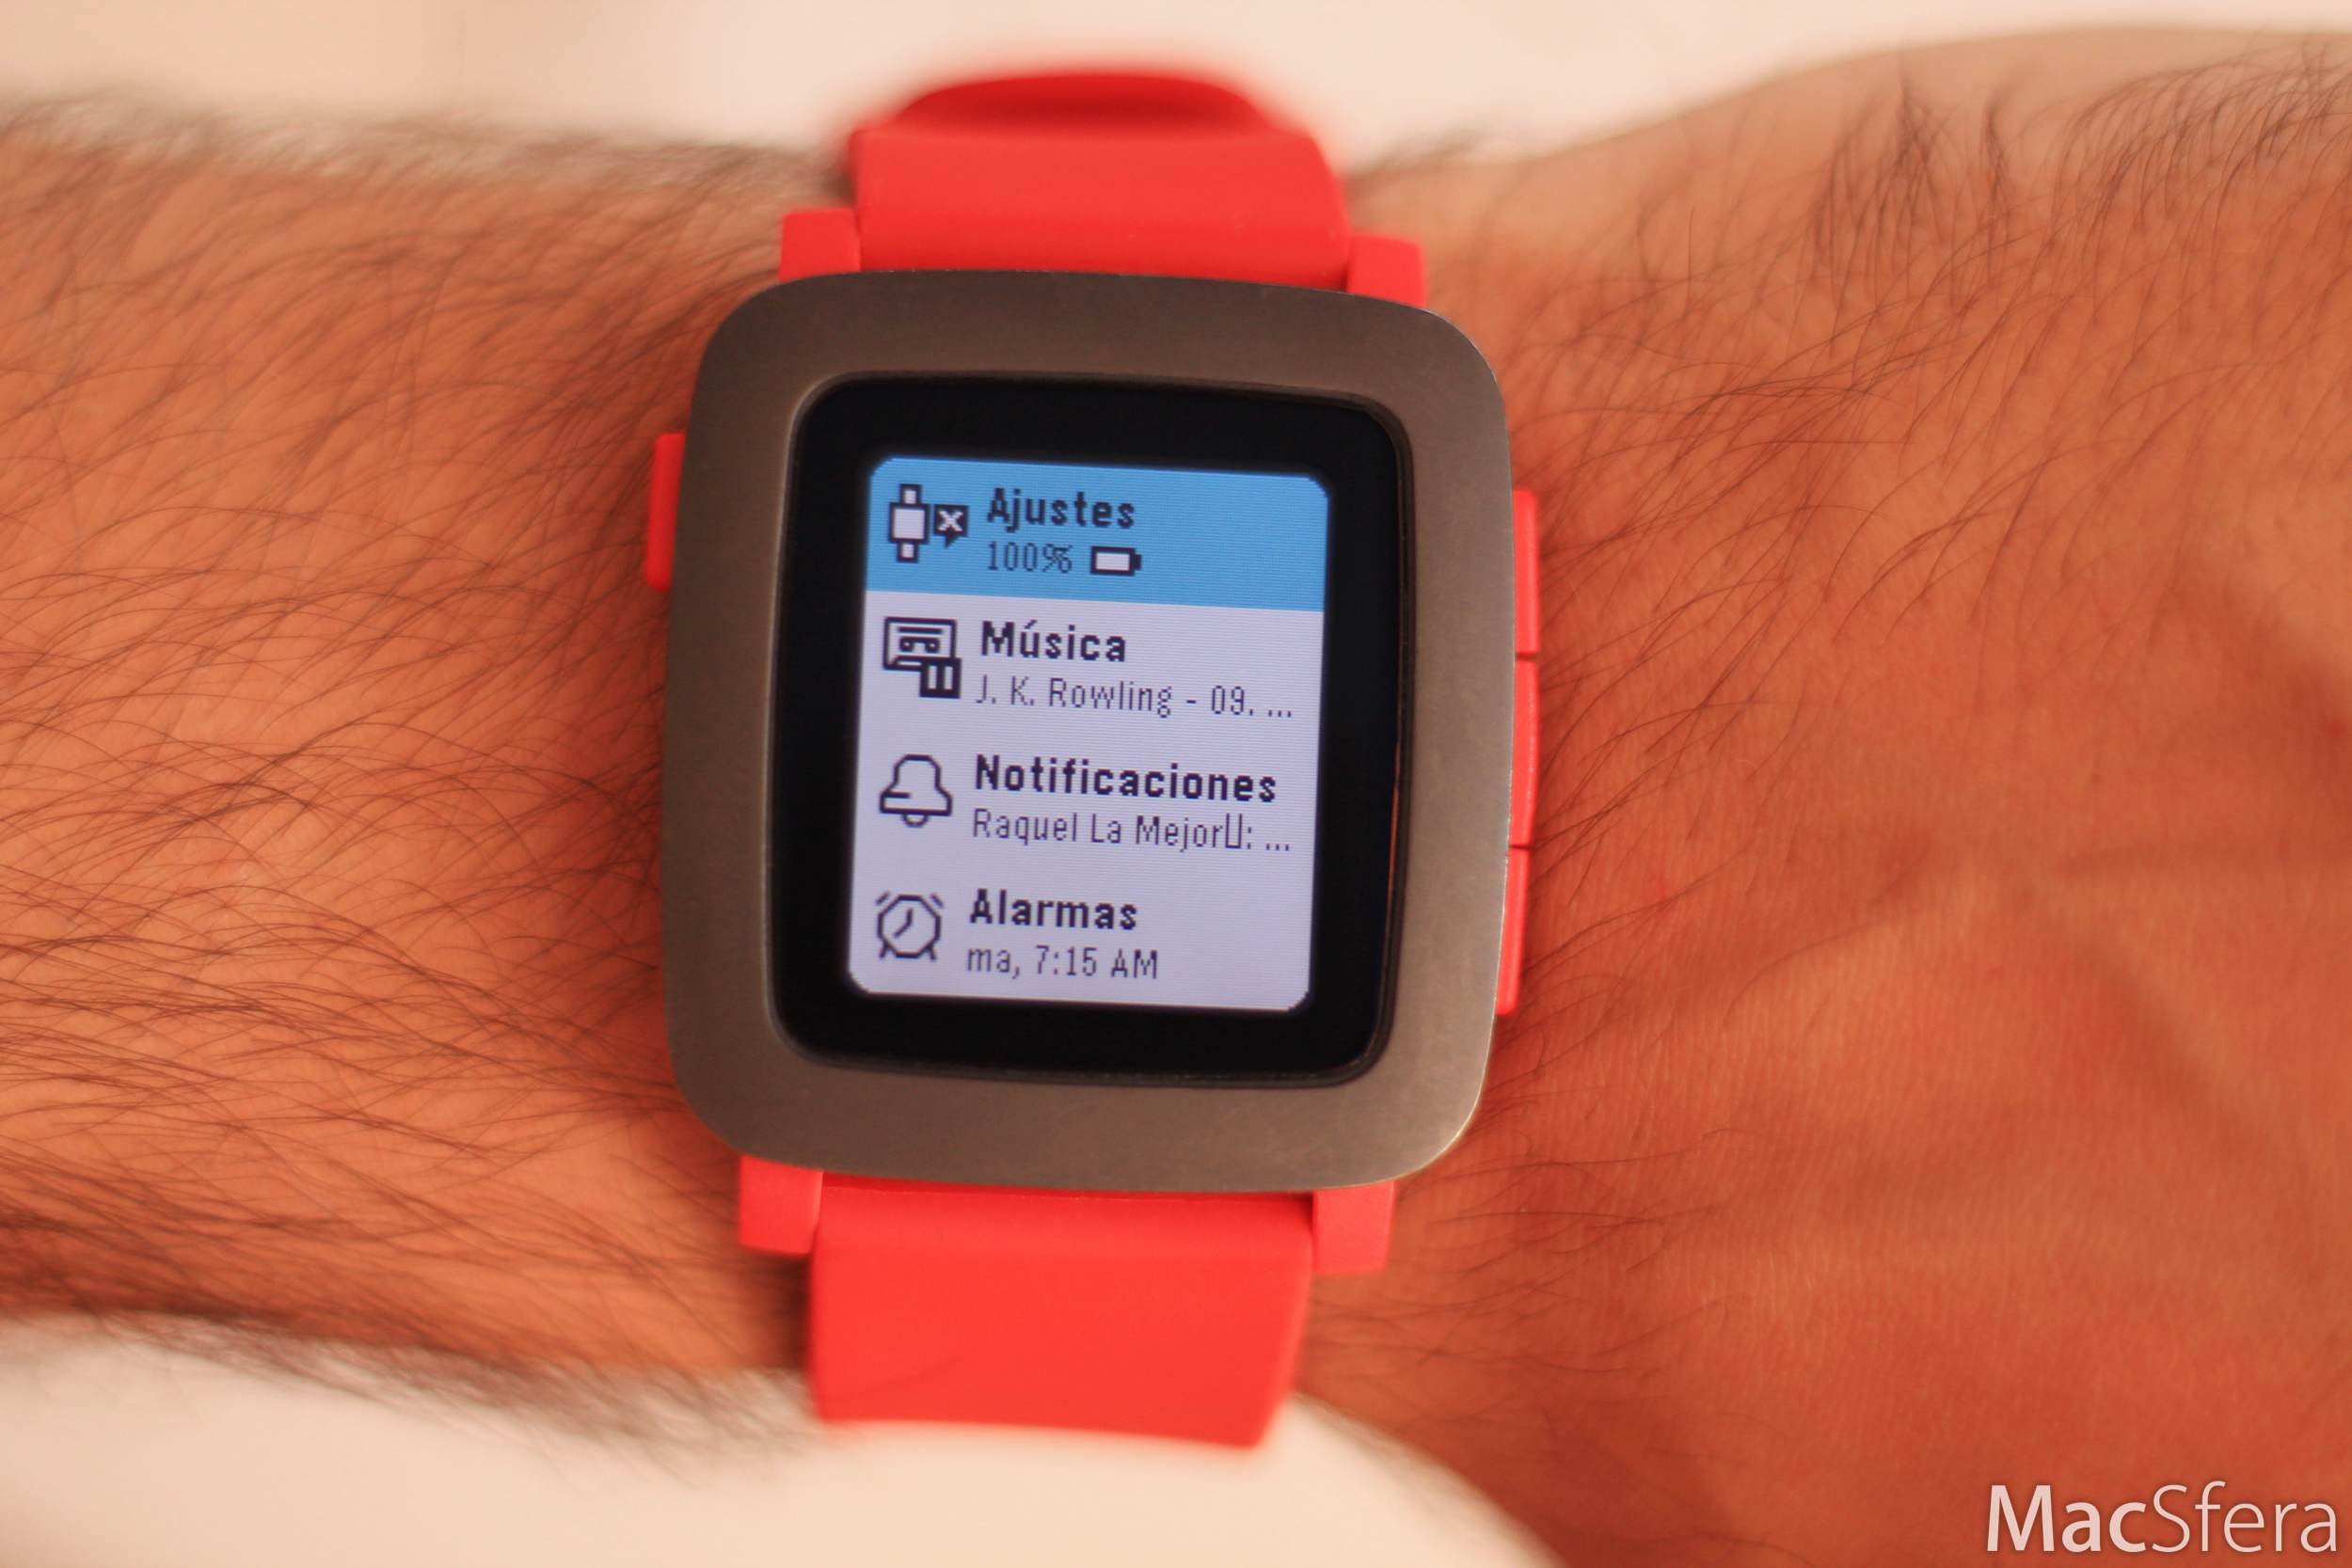 Ajustes
100%
Música
J. K. Rowling - 09. ...
Notificaciones
Raquel La Mejor▯: ...
Alarmas
ma, 7:15 AM
MacSfera